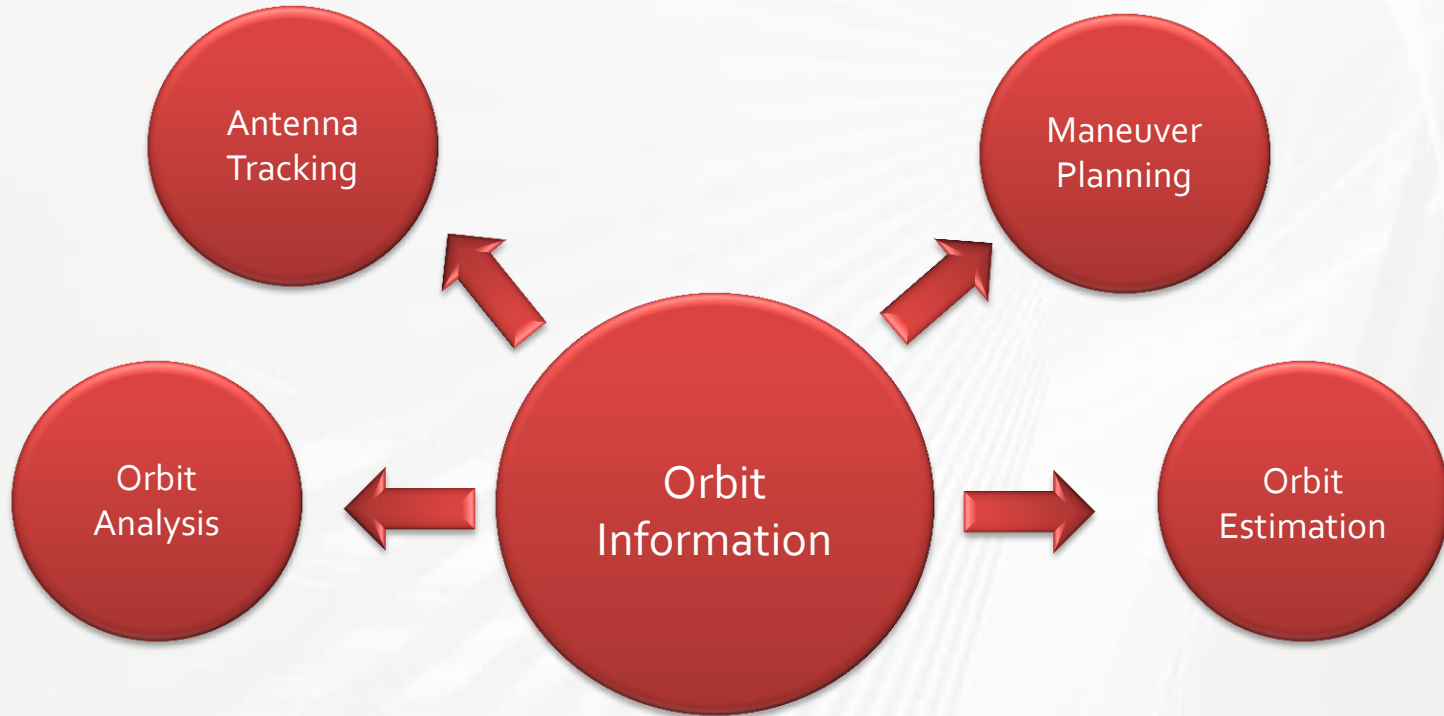 Antenna
Tracking
Maneuver
Planning
Orbit
Analysis
Orbit
Information
Orbit
Estimation